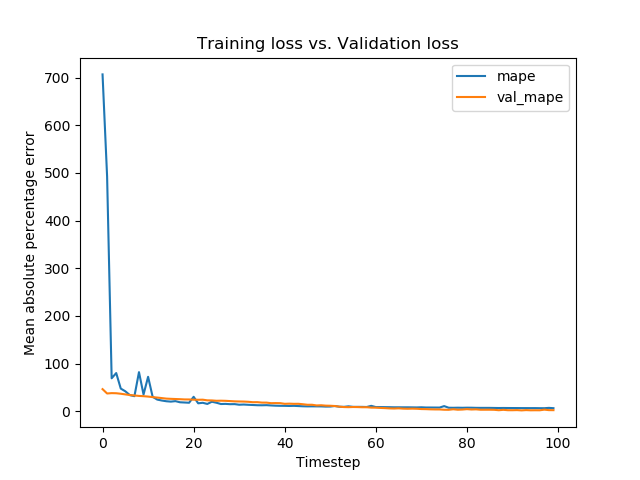 Training loss vs. Validation loss
mape
val_mape
Mean absolute percentage error
700
600
500
400
300
200
100
0
0
20
40
60
80
100
Timestep